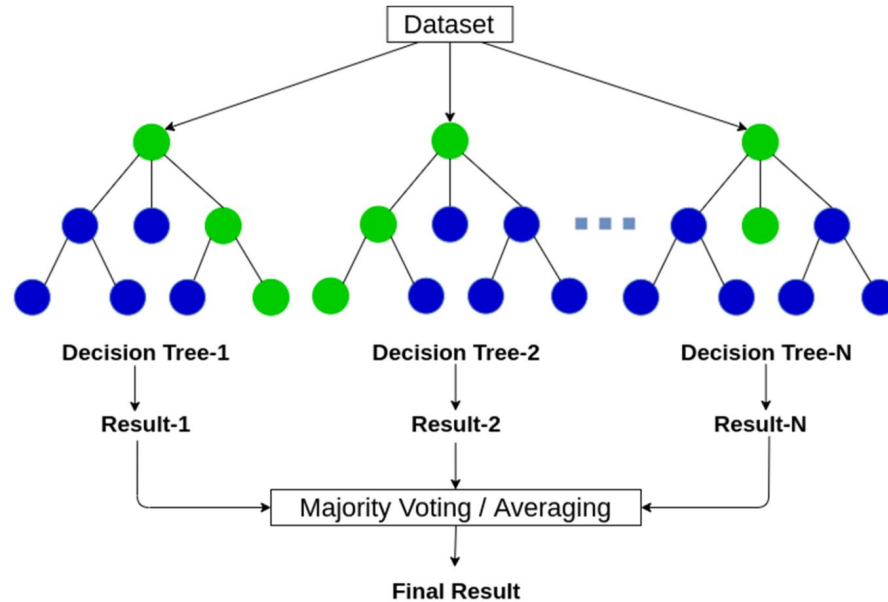 Dataset
Decision Tree-1
Decision Tree-2
Decision Tree-N
Result-1
Result-2
Result-N
Majority Voting / Averaging
Final Result